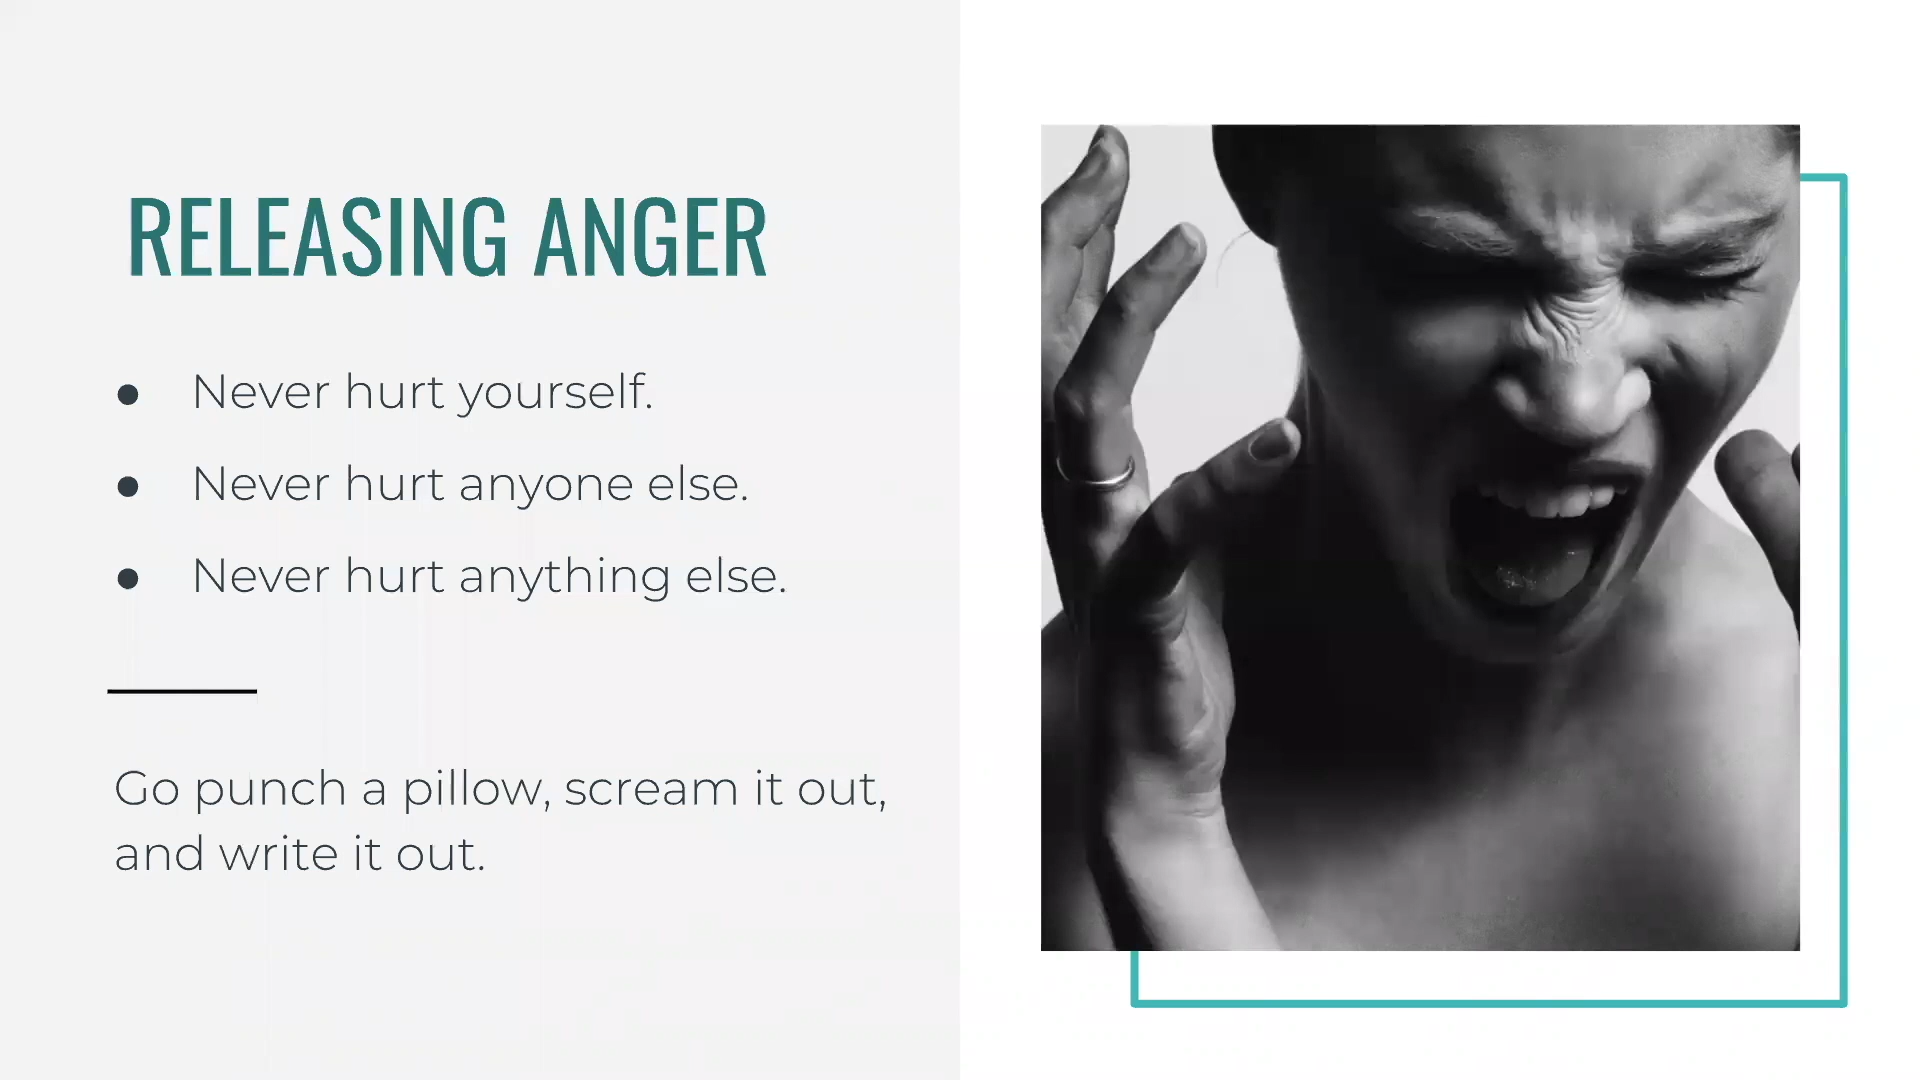 RELEASING ANGER
● Never hurt yourself.
● Never hurt anyone else.
● Never hurt anything else.
Go punch a pillow, scream it out,
and write it out.